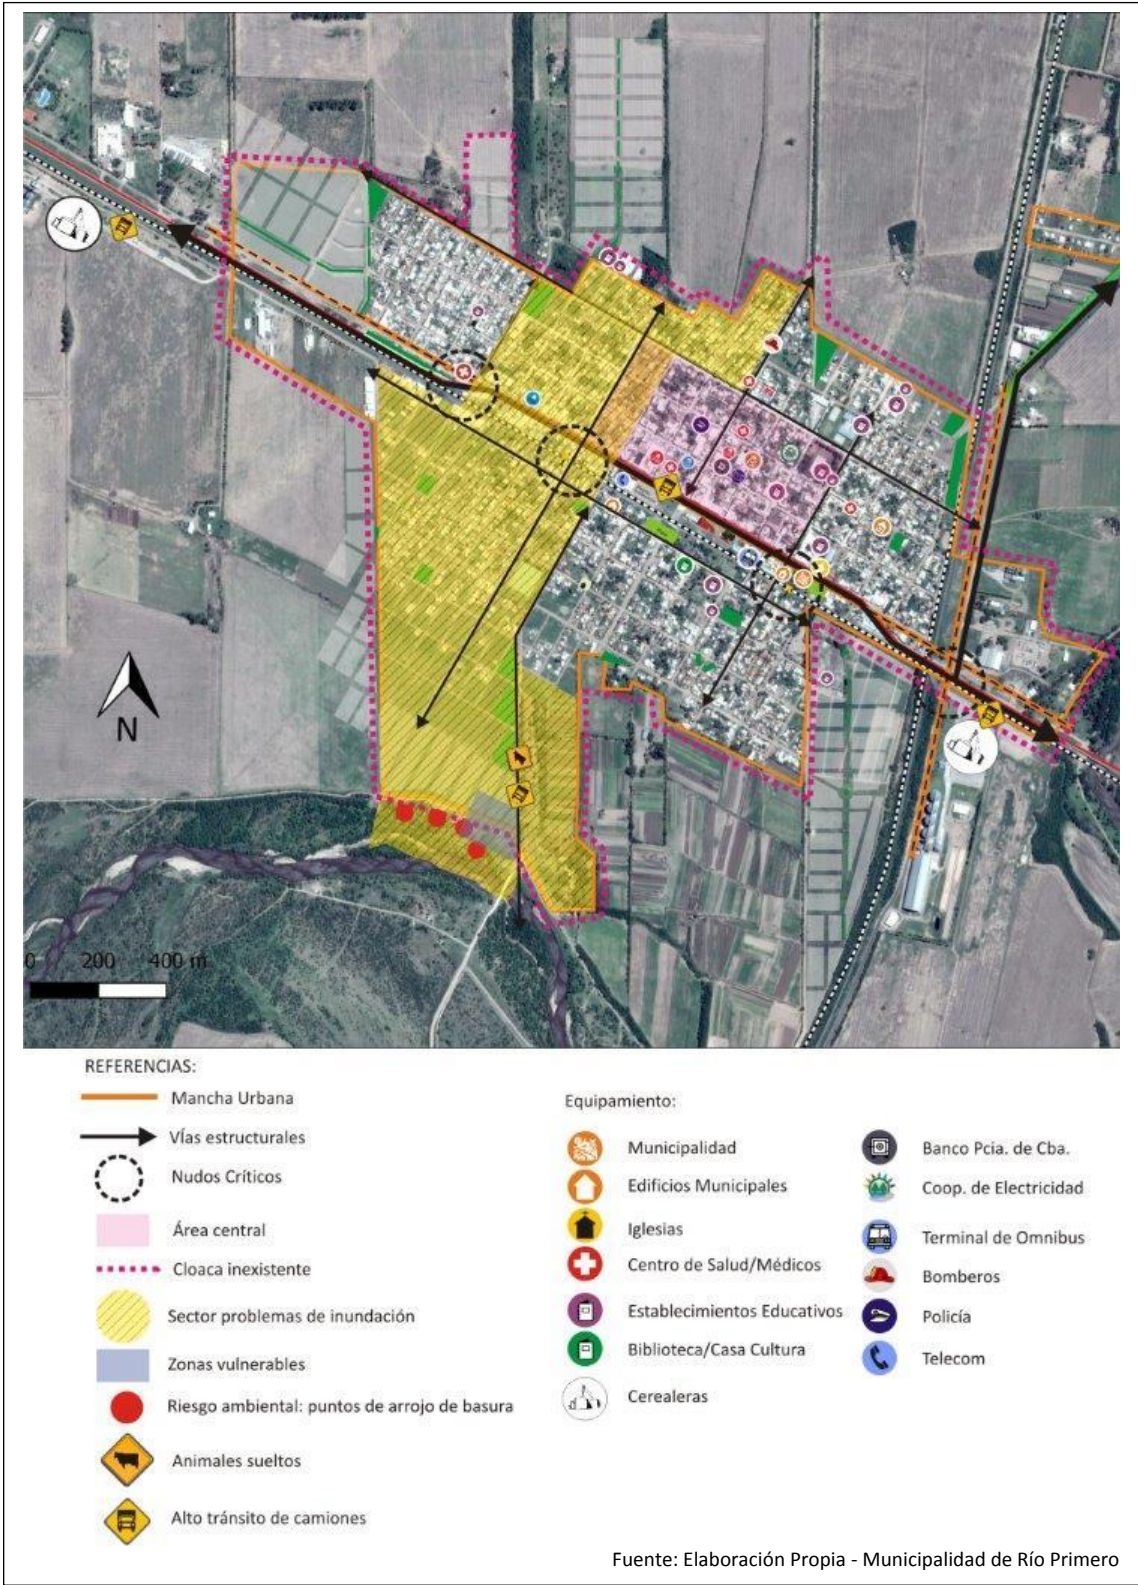 N
0 200 400 m
REFERENCIAS:
Mancha Urbana
VÍas estructurales
Nudos Críticos
Área central
Cloaca inexistente
Sector problemas de inundación
Zonas vulnerables
Riesgo ambiental: puntos de arrojo de basura
Animales sueltos
Alto tránsito de camiones
Equipamiento:
Municipalidad
Edificios Municipales
Iglesias
Centro de Salud/Médicos
Establecimientos Educativos
Biblioteca/Casa Cultura
Cerealeras
Banco Pcia. de Cba.
Coop. de Electricidad
Terminal de Omnibus
Bomberos
Policía
Telecom
Fuente: Elaboración Propia - Municipalidad de Río Primero